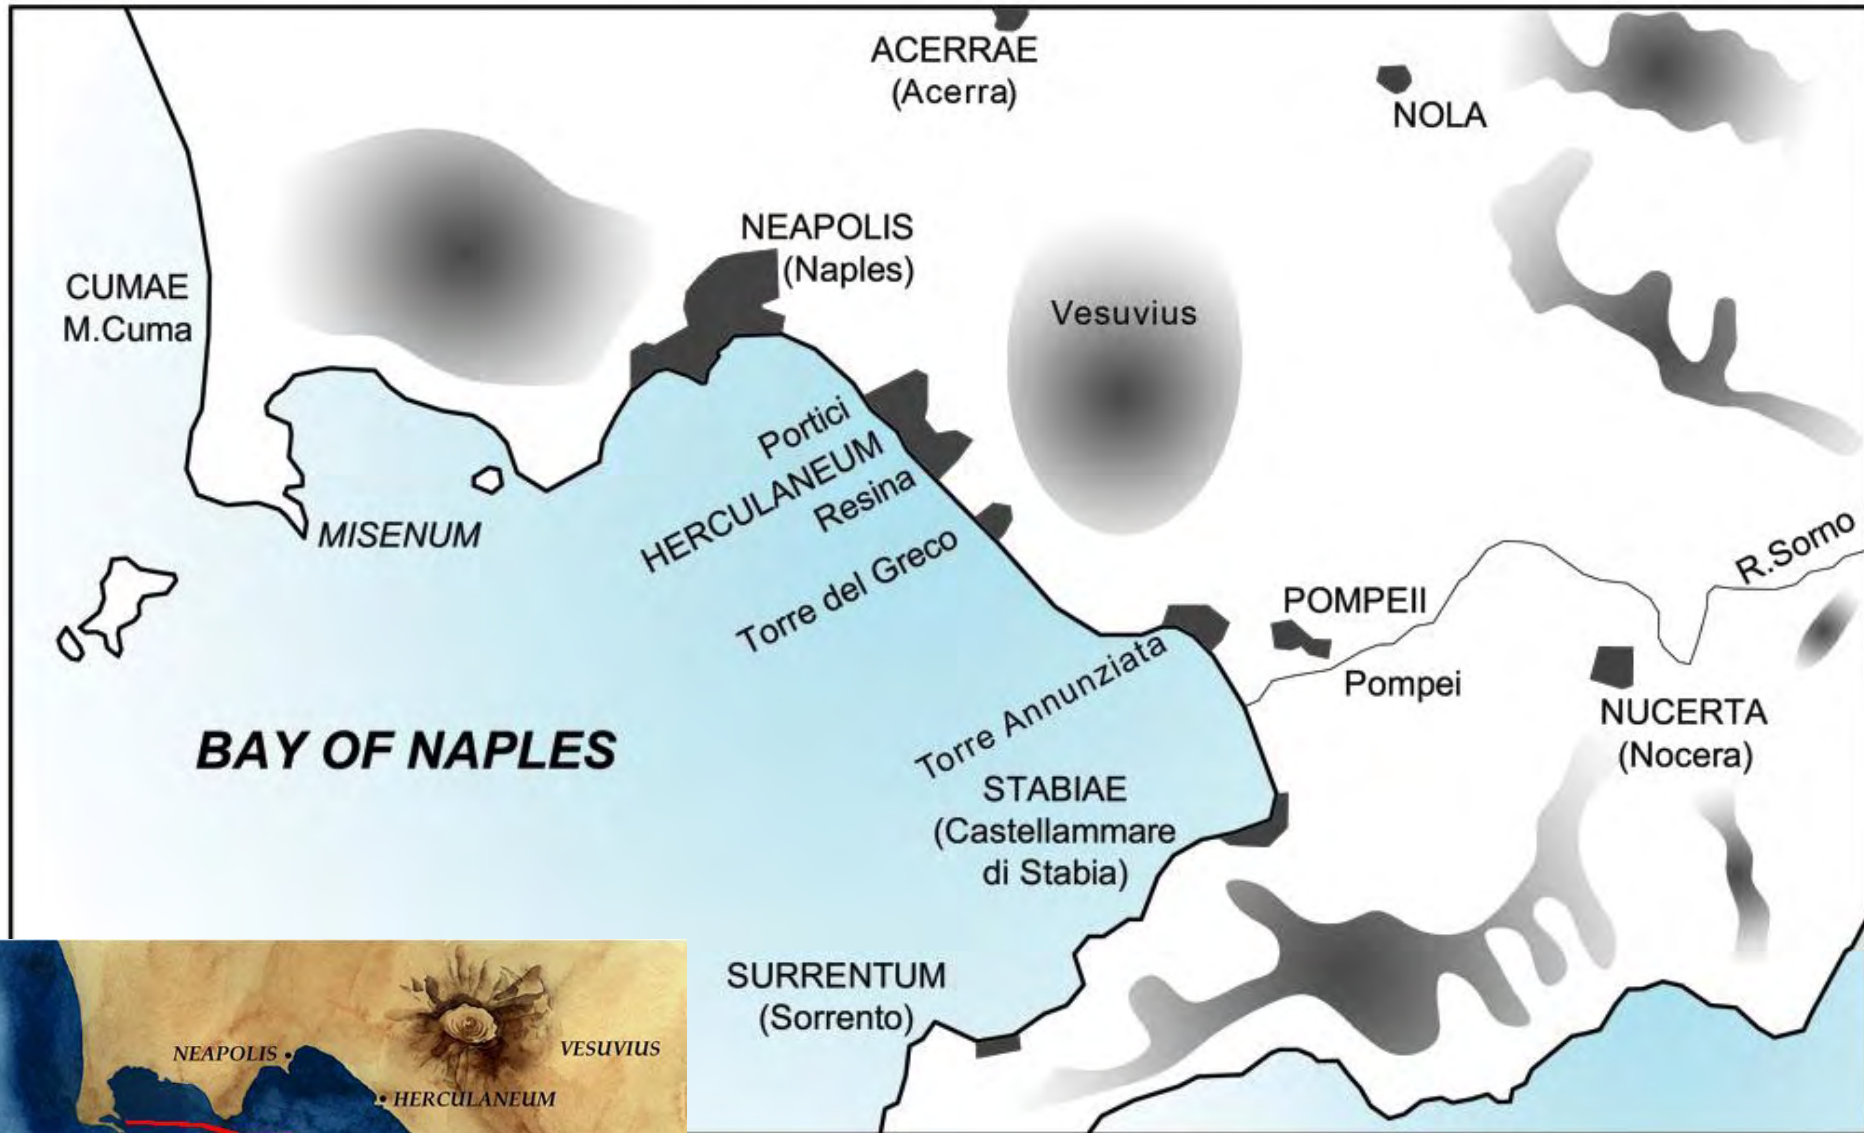 ACERRAE
(Acerra)
NOLA
NEAPOLIS
(Naples)
CUMAE
M.Cuma
Vesuvius
Portici
HERCULANEUM
Resina
MISENUM
Torre del Greco
R.Sorno
POMPEII
Pompei
Torre Annunziata
NUCERTA
(Nocera)
BAY OF NAPLES
STABIAE
(Castellammare
di Stabia)
SURRENTUM
(Sorrento)
NEAPOLIS
VESUVIUS
HERCULANEUM